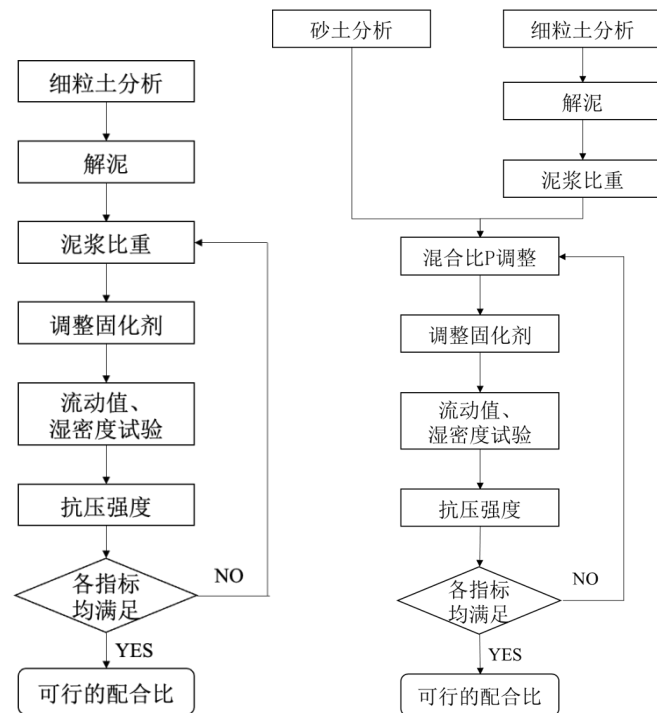 细粒土分析
解泥
泥浆比重
调整固化剂
流动值、
湿密度试验
抗压强度
各指标
均满足
NO
YES
可行的配合比
砂土分析
细粒土分析
解泥
泥浆比重
混合比P调整
调整固化剂
流动值、
湿密度试验
抗压强度
各指标
均满足
NO
YES
可行的配合比